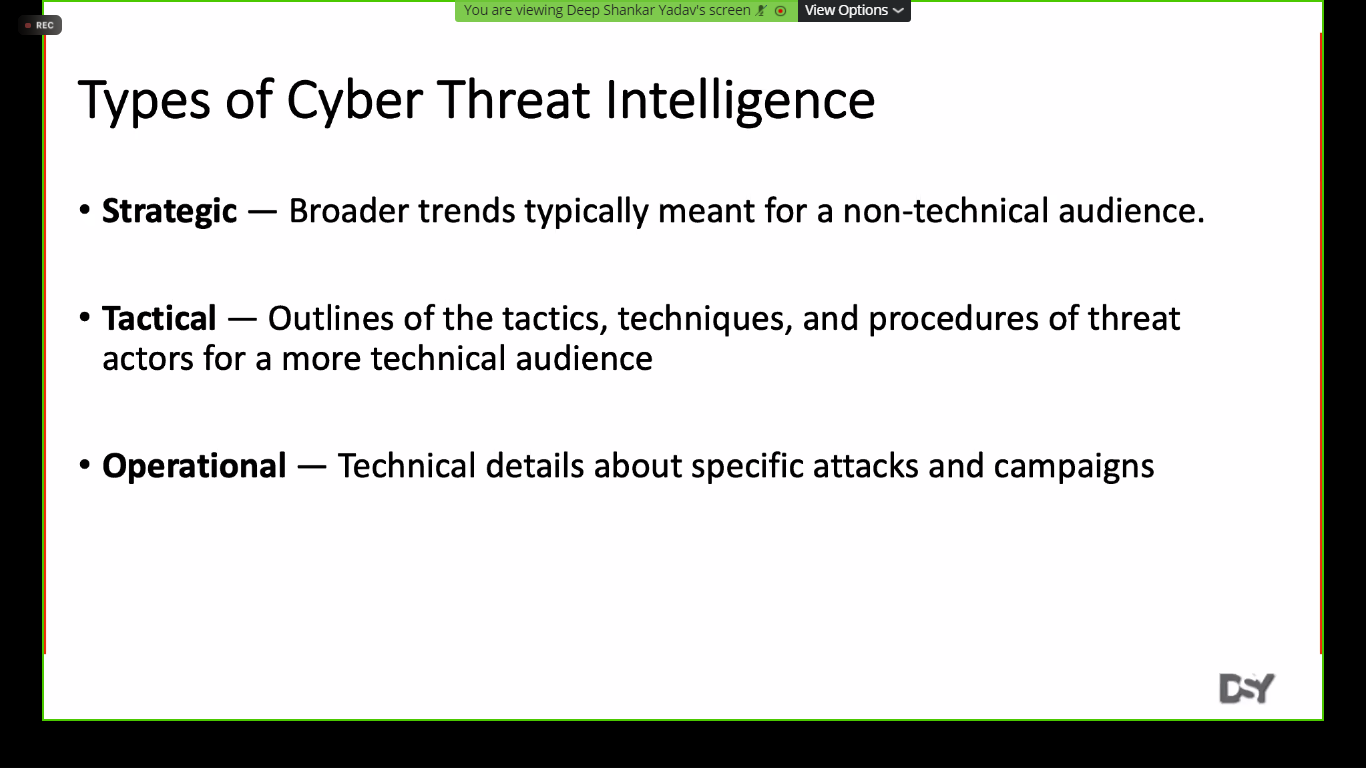 You are viewing Deep Shankar Yadav's screen
View Options
REC
Types of Cyber Threat Intelligence
• Strategic — Broader trends typically meant for a non-technical audience.
• Tactical — Outlines of the tactics, techniques, and procedures of threat
actors for a more technical audience
• Operational — Technical details about specific attacks and campaigns
DSY